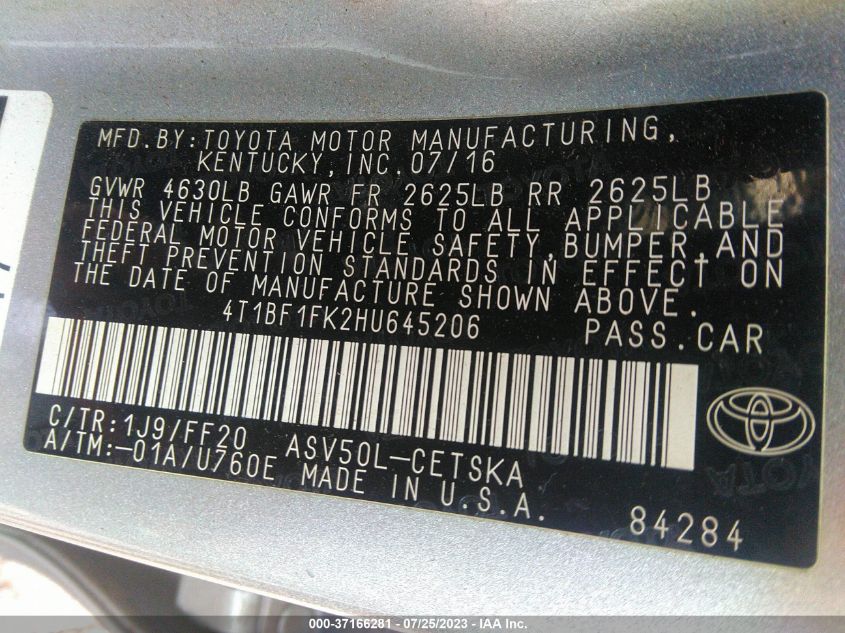 MFD.BY:TOYOTA MOTOR MANUFACTURING,
KENTUCKY,INC.07/16
GVWR 4630LB GAWR FR 2625LB RR 2625LB
THIS VEHICLE CONFORMS TO ALL APPLICABLE
FEDERAL MOTOR VEHICLE SAFETY,BUMPER,AND
THEFT PREVENTION STANDARDS IN EFFECT ON
THE DATE OF MANUFACTURE SHOWN ABOVE.
4T1BF1FK2HU645206 PASS.CAR
C/TR:1J9/FF20 ASV50L-CETSKA
A/TM:-01A/U760E MADE IN U.S.A.
84284
000-37166281 - 07/25/2023 - IAA Inc.